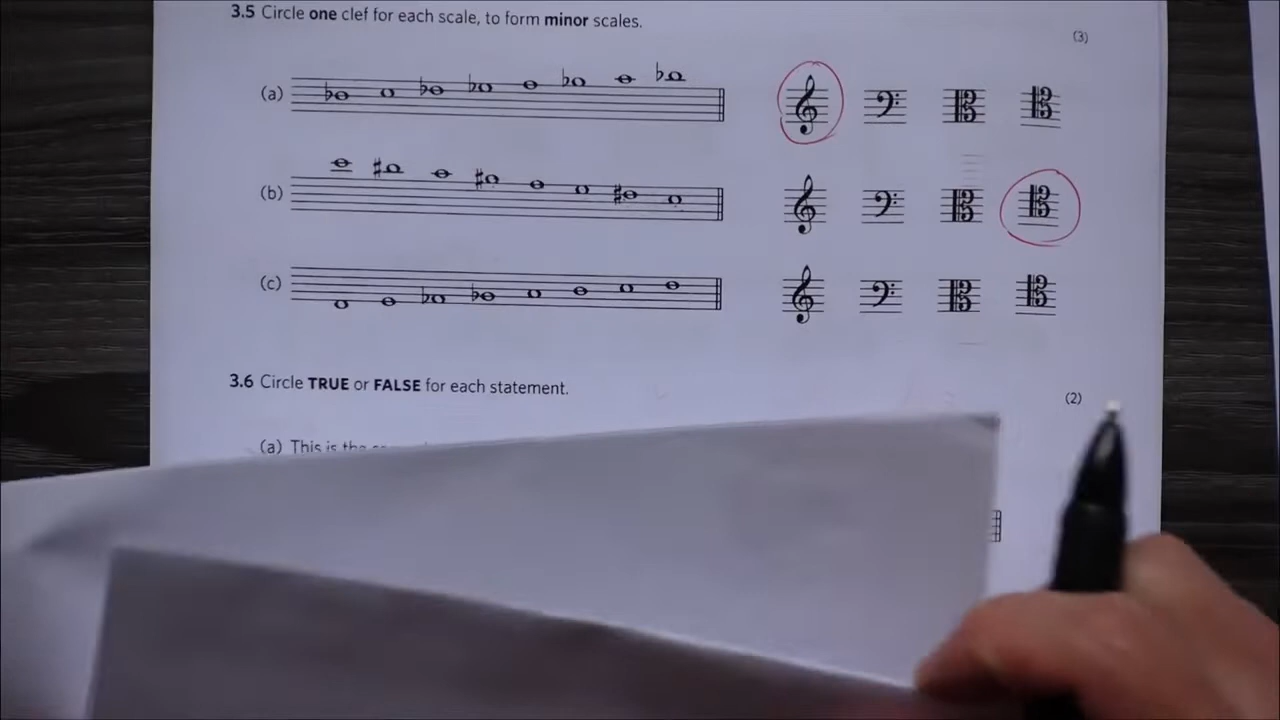 3.5 Circle one clef for each scale, to form minor scales.
(3)
(a)
(b)
(c)
3.6 Circle TRUE or FALSE for each statement.
(2)
(a) This is the